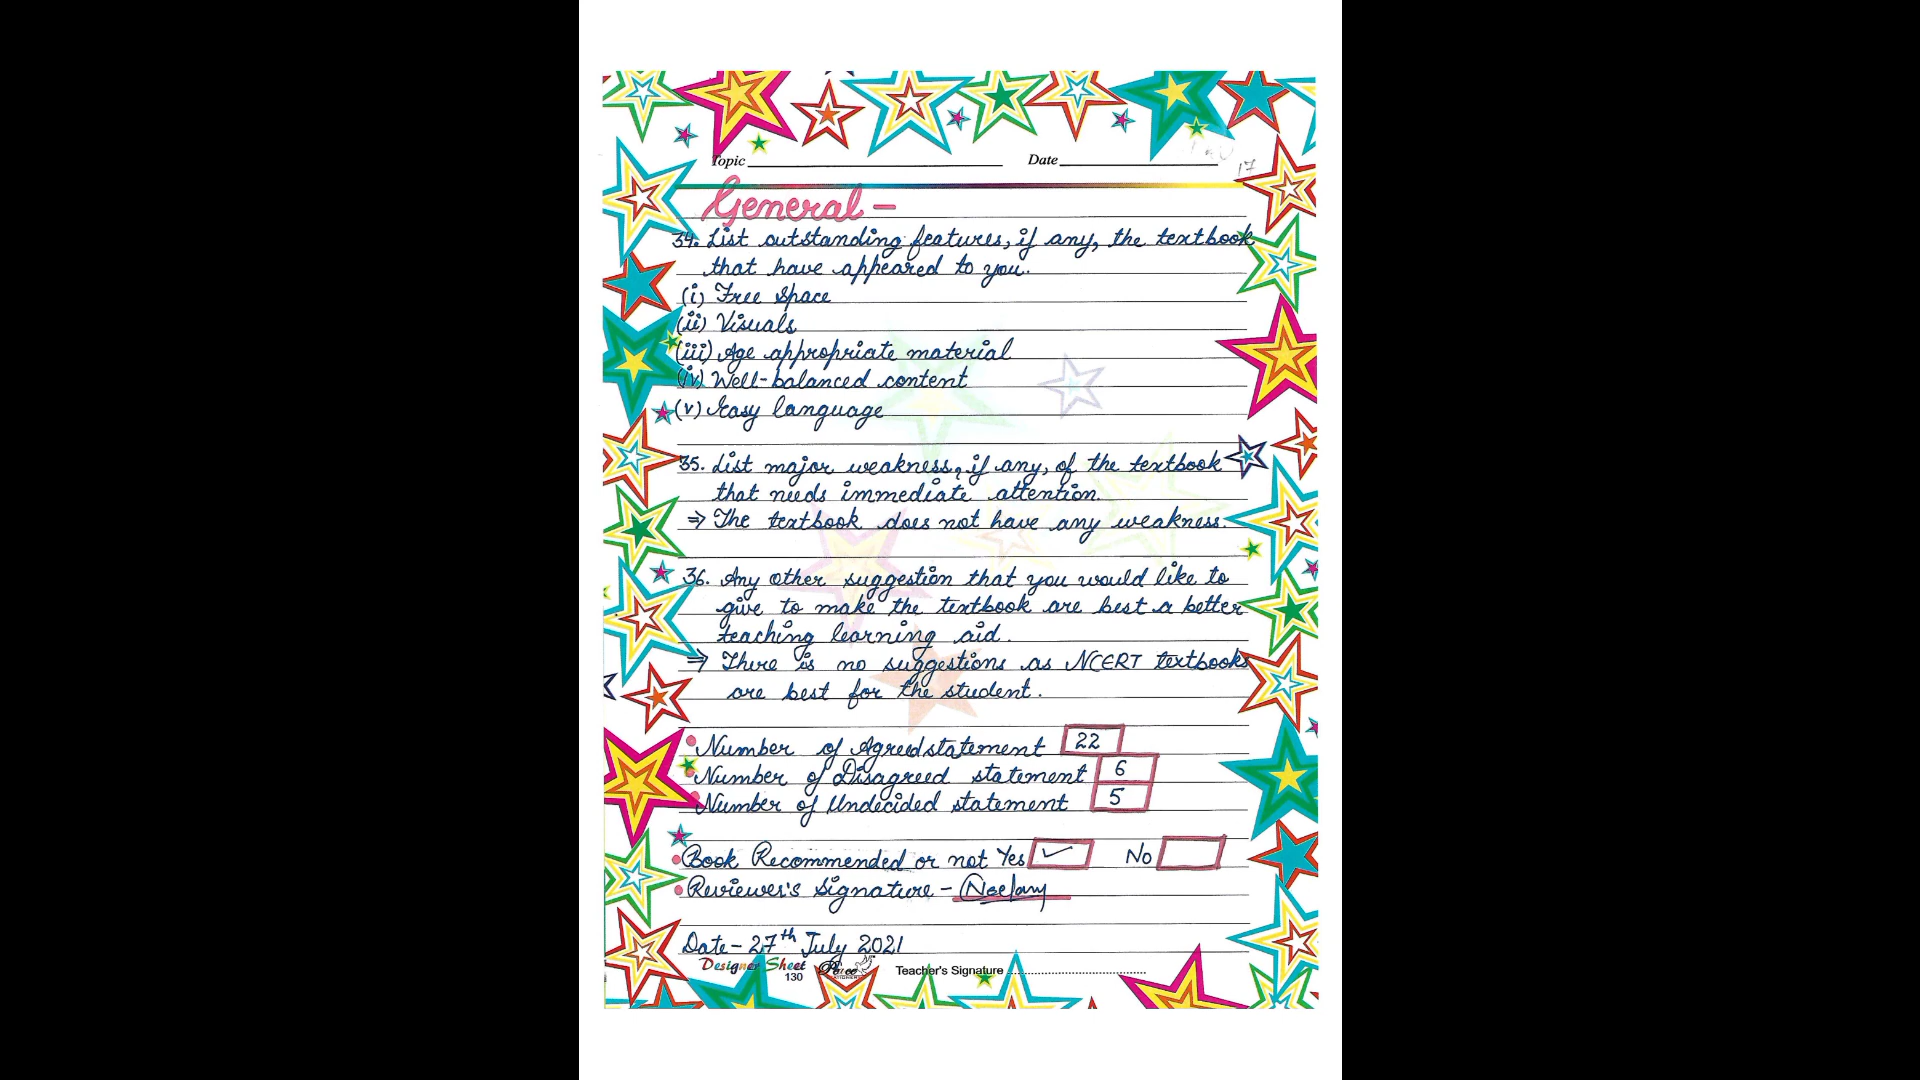 Topic Date
17
General -
34. List outstanding features, if any, the textbook
that have appeared to you.
(i) Free Space
(ii) Visuals
(iii) Age appropriate material
(iv) Well-balanced content
(v) Easy language
35. List major weakness, if any, of the textbook
that needs immediate attention.
⇒ The textbook does not have any weakness.
36. Any other suggestion that you would like to
give to make the textbook are best a better
teaching learning aid.
⇒ There is no suggestions as NCERT textbooks
are best for the student.
Number of Agreed statement 22
Number of Disagreed statement 6
Number of Undecided statement 5
Book Recommended or not Yes ✓ No
Reviewer's Signature -
Date - 27th July 2021
Designer Sheet
130
Teacher's Signature